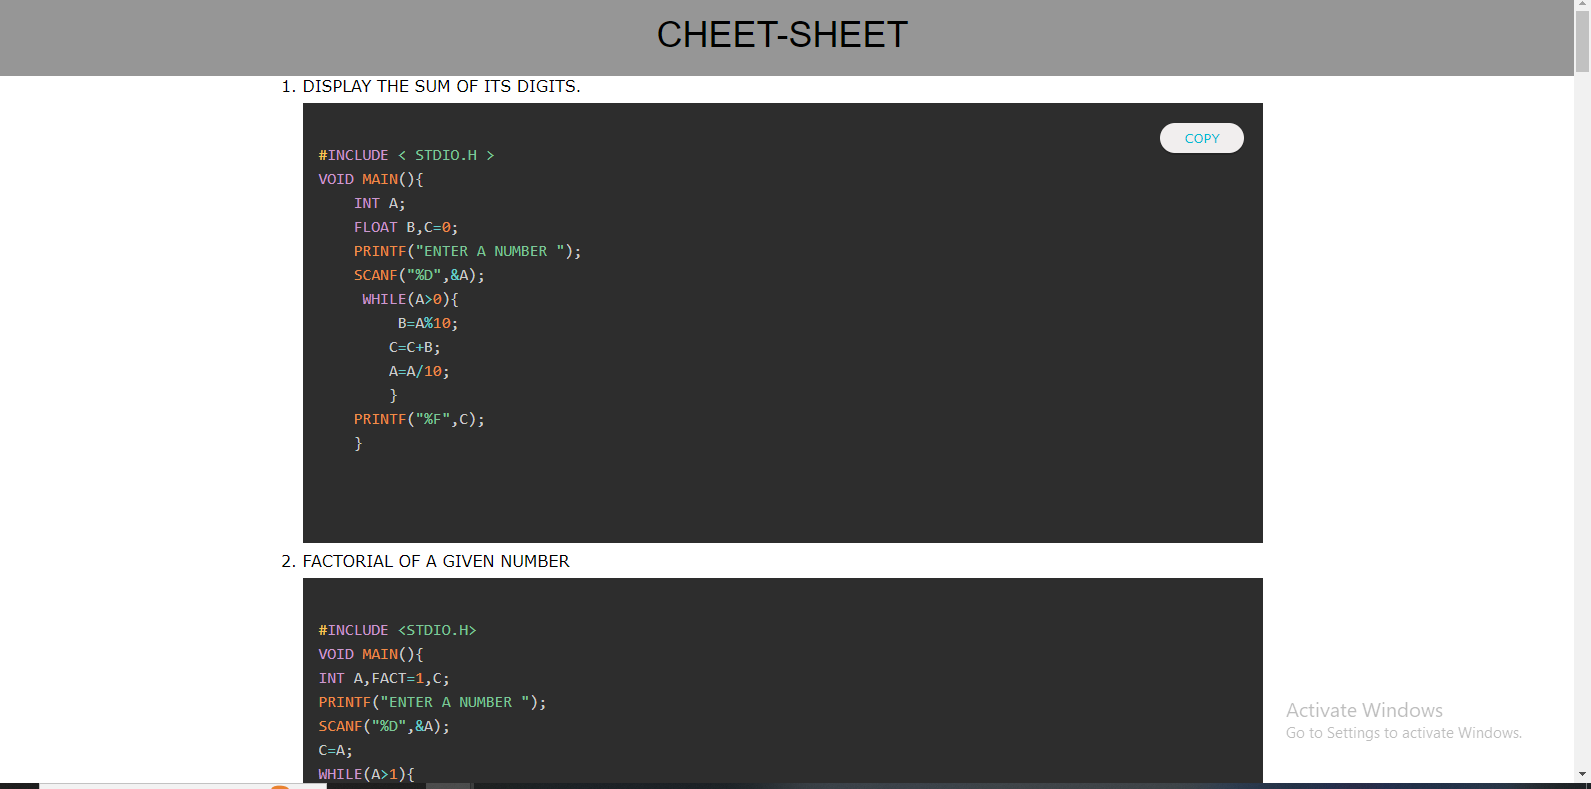 CHEET-SHEET
1. DISPLAY THE SUM OF ITS DIGITS.
COPY
#INCLUDE < STDIO.H >
VOID MAIN(){
INT A;
FLOAT B,C=0;
PRINTF("ENTER A NUMBER ");
SCANF("%D",&A);
WHILE(A>0){
B=A%10;
C=C+B;
A=A/10;
}
PRINTF("%F",C);
}
2. FACTORIAL OF A GIVEN NUMBER
#INCLUDE <STDIO.H>
VOID MAIN(){
INT A,FACT=1,C;
PRINTF("ENTER A NUMBER ");
SCANF("%D",&A);
C=A;
WHILE(A>1){
Activate Windows
Go to Settings to activate Windows.